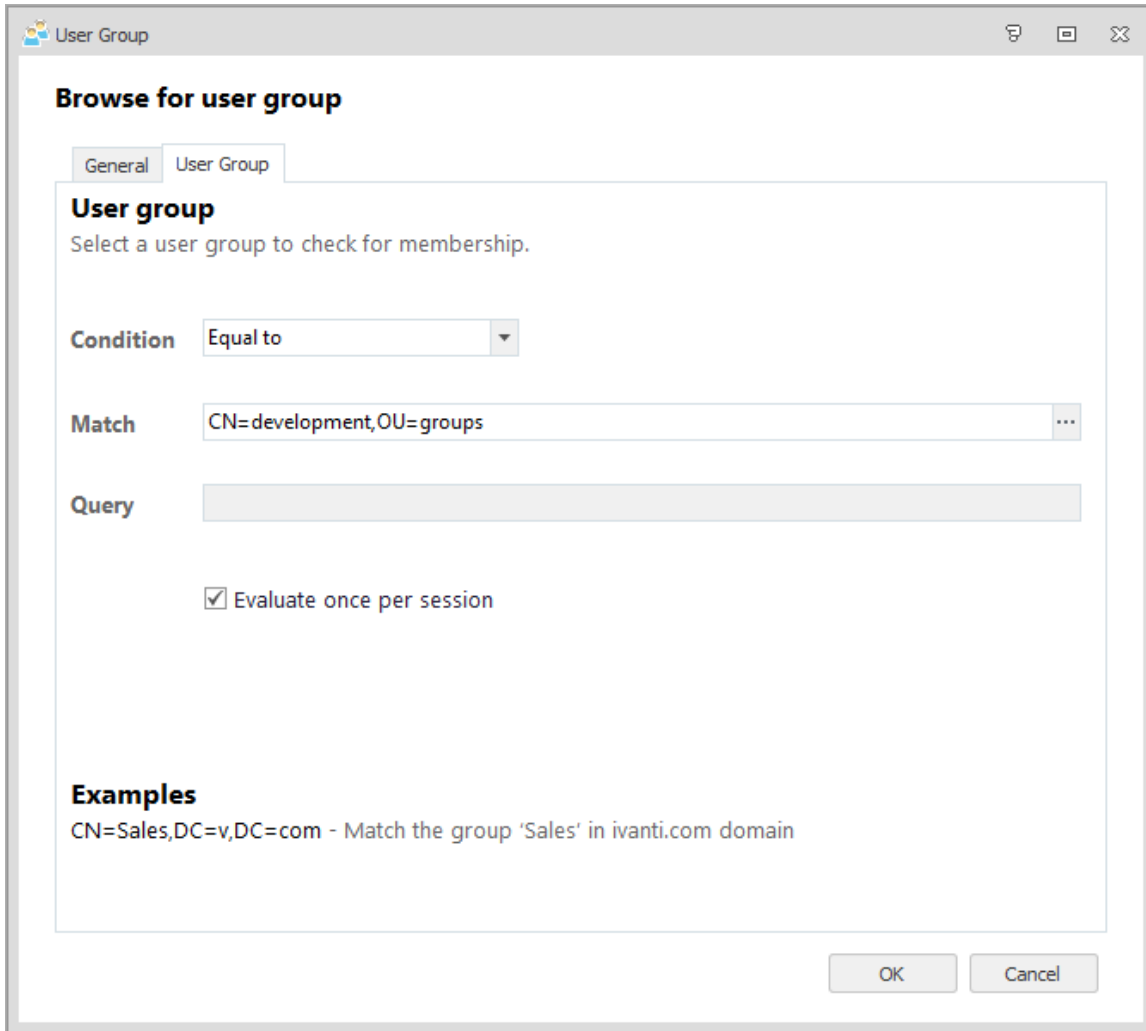 User Group
Browse for user group
General User Group
User group
Select a user group to check for membership.
Condition Equal to
Match CN=development,OU=groups ...
Query
Evaluate once per session
Examples
CN=Sales,DC=v,DC=com - Match the group ‘Sales’ in ivanti.com domain
OK Cancel